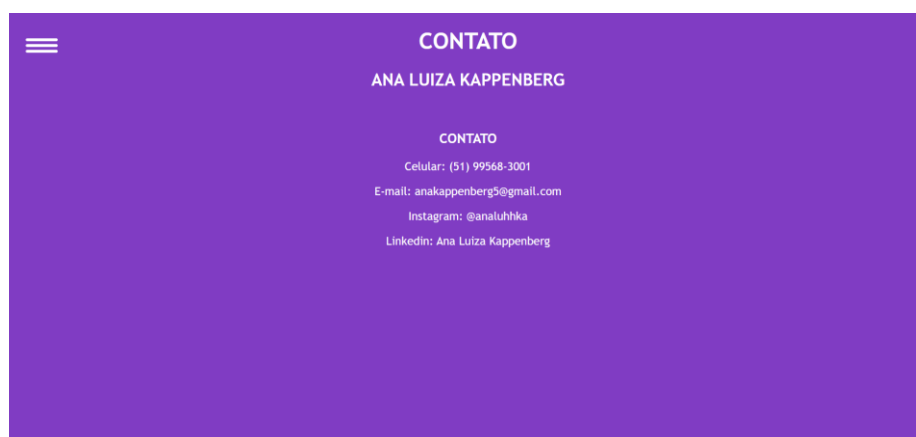 CONTATO
ANA LUIZA KAPPENBERG
CONTATO
Celular: (51) 99568-3001
E-mail: anakappenberg5@gmail.com
Instagram: @analuhhka
Linkedin: Ana Luiza Kappenberg